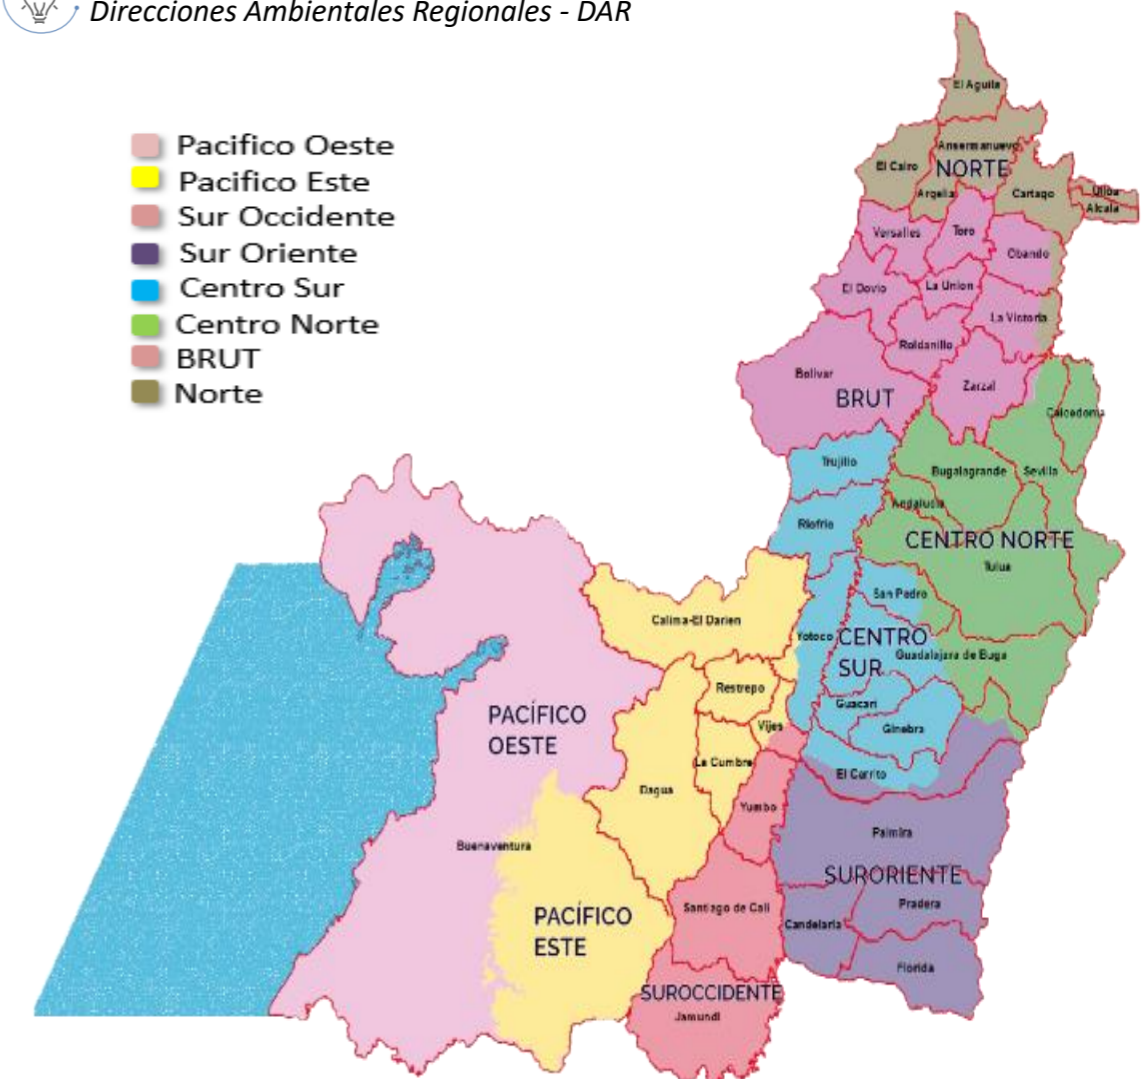 Direcciones Ambientales Regionales - DAR
Pacifico Oeste
Pacifico Este
Sur Occidente
Sur Oriente
Centro Sur
Centro Norte
BRUT
Norte
El Aguila
Ansermanuevo
El Cairo
NORTE
Argelia
Cartago
Ulloa
Alcala
Versalles
Toro
Obando
El Dovio
La Union
La Victoria
Roldanillo
Bolivar
Zarzal
BRUT
Caicedonia
Trujillo
Bugalagrande
Sevilla
Andalucia
Riofrio
CENTRO NORTE
Tulua
San Pedro
Calima-El Darien
Yotoco
CENTRO
SUR
Guadalajara de Buga
Restrepo
Guacari
PACÍFICO
OESTE
Vijes
Ginebra
La Cumbre
El Cerrito
Dagua
Yumbo
Palmira
Buenaventura
SURORIENTE
Pradera
Santiago de Cali
PACÍFICO
ESTE
Candelaria
Florida
SUROCCIDENTE
Jamundi